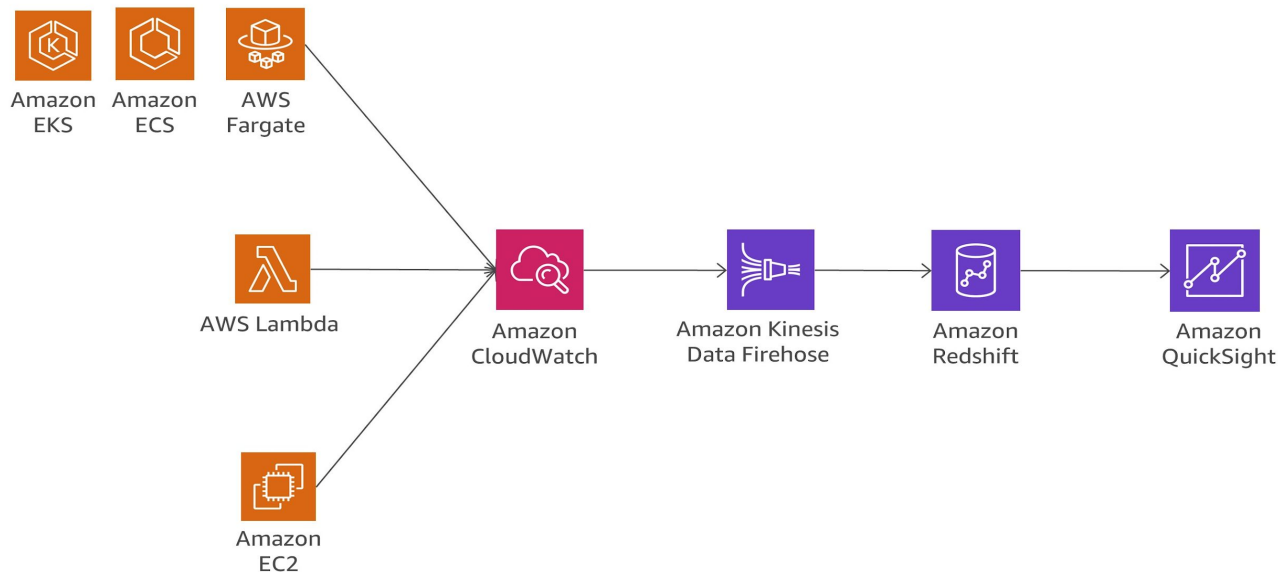 Amazon
EKS
Amazon
ECS
AWS
Fargate
AWS Lambda
Amazon
CloudWatch
Amazon Kinesis
Data Firehose
Amazon
Redshift
Amazon
QuickSight
Amazon
EC2